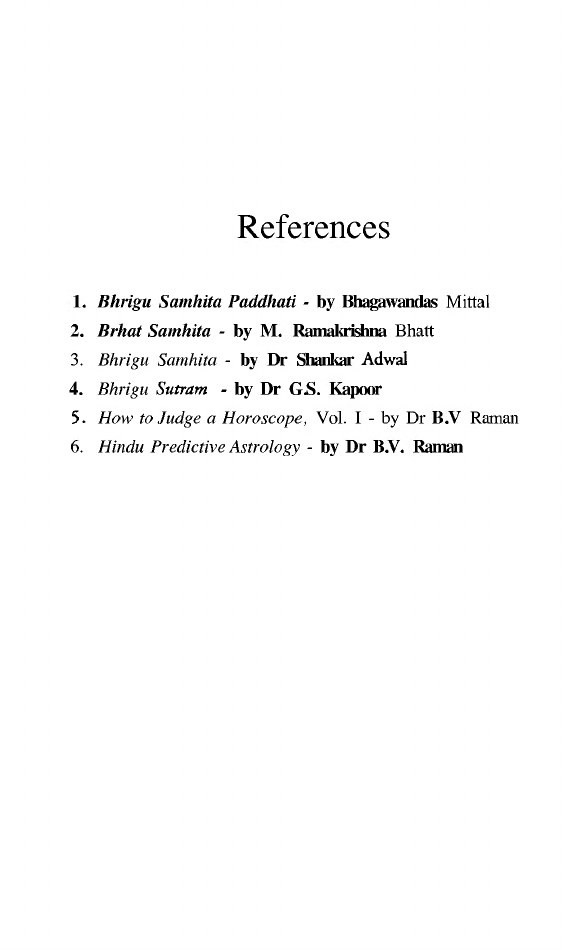 References
1. Bhrigu Samhita Paddhati - by Bhagawandas Mittal
2. Brhat Samhita - by M. Ramakrishna Bhatt
3. Bhrigu Samhita - by Dr Shankar Adwal
4. Bhrigu Sutram - by Dr G.S. Kapoor
5. How to Judge a Horoscope, Vol. I - by Dr B.V Raman
6. Hindu Predictive Astrology - by Dr B.V. Raman